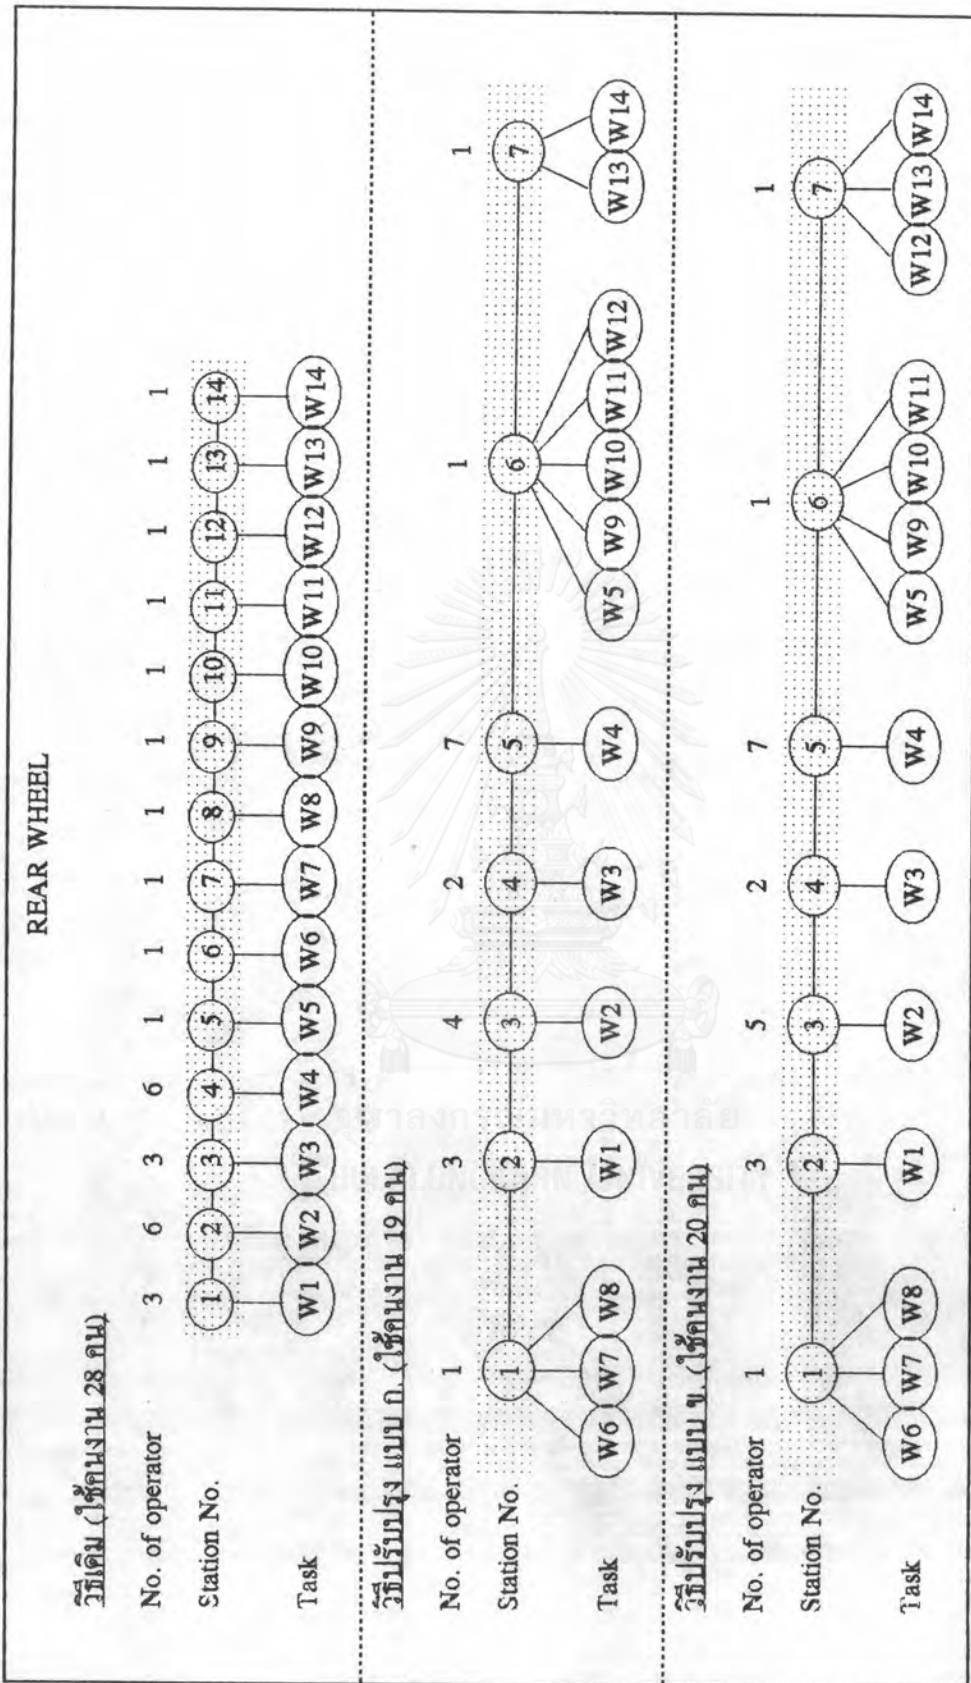 REAR WHEEL
วิธีเดิม (ใช้คนงาน 28 คน)
No. of operator 3 6 3 6 1 1 1 1 1 1 1 1 1 1
Station No. 1 2 3 4 5 6 7 8 9 10 11 12 13 14
Task W1 W2 W3 W4 W5 W6 W7 W8 W9 W10 W11 W12 W13 W14
วิธีปรับปรุง แบบ ก (ใช้คนงาน 19 คน)
No. of operator 1 3 4 2 7 1 1
Station No. 1 2 3 4 5 6 7
Task W6 W7 W8 W1 W2 W3 W4 W5 W9 W10 W11 W12 W13 W14
วิธีปรับปรุง แบบ ข (ใช้คนงาน 20 คน)
No. of operator 1 3 5 2 7 1 1
Station No. 1 2 3 4 5 6 7
Task W6 W7 W8 W1 W2 W3 W4 W5 W9 W10 W11 W12 W13 W14